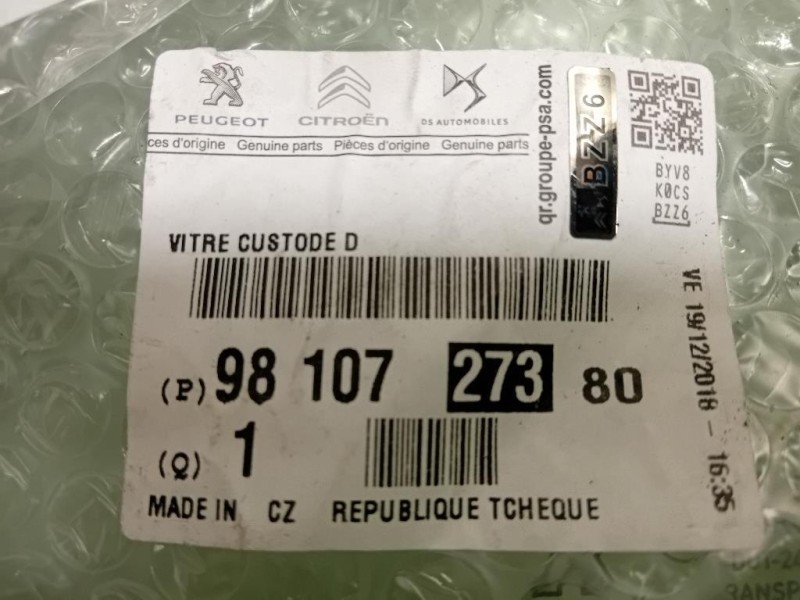 PEUGEOT CITROËN DS AUTOMOBILES
ces d'origine Genuine parts Pièces d'origine Genuine parts
qr.groupe-psa.com
BZZ6
BYV8
K0CS
BZZ6
VITRE CUSTODE D
(P) 98 107 273 80
(Q) 1
MADE IN CZ REPUBLIQUE TCHEQUE
VE 19/12/2018 - 16:35